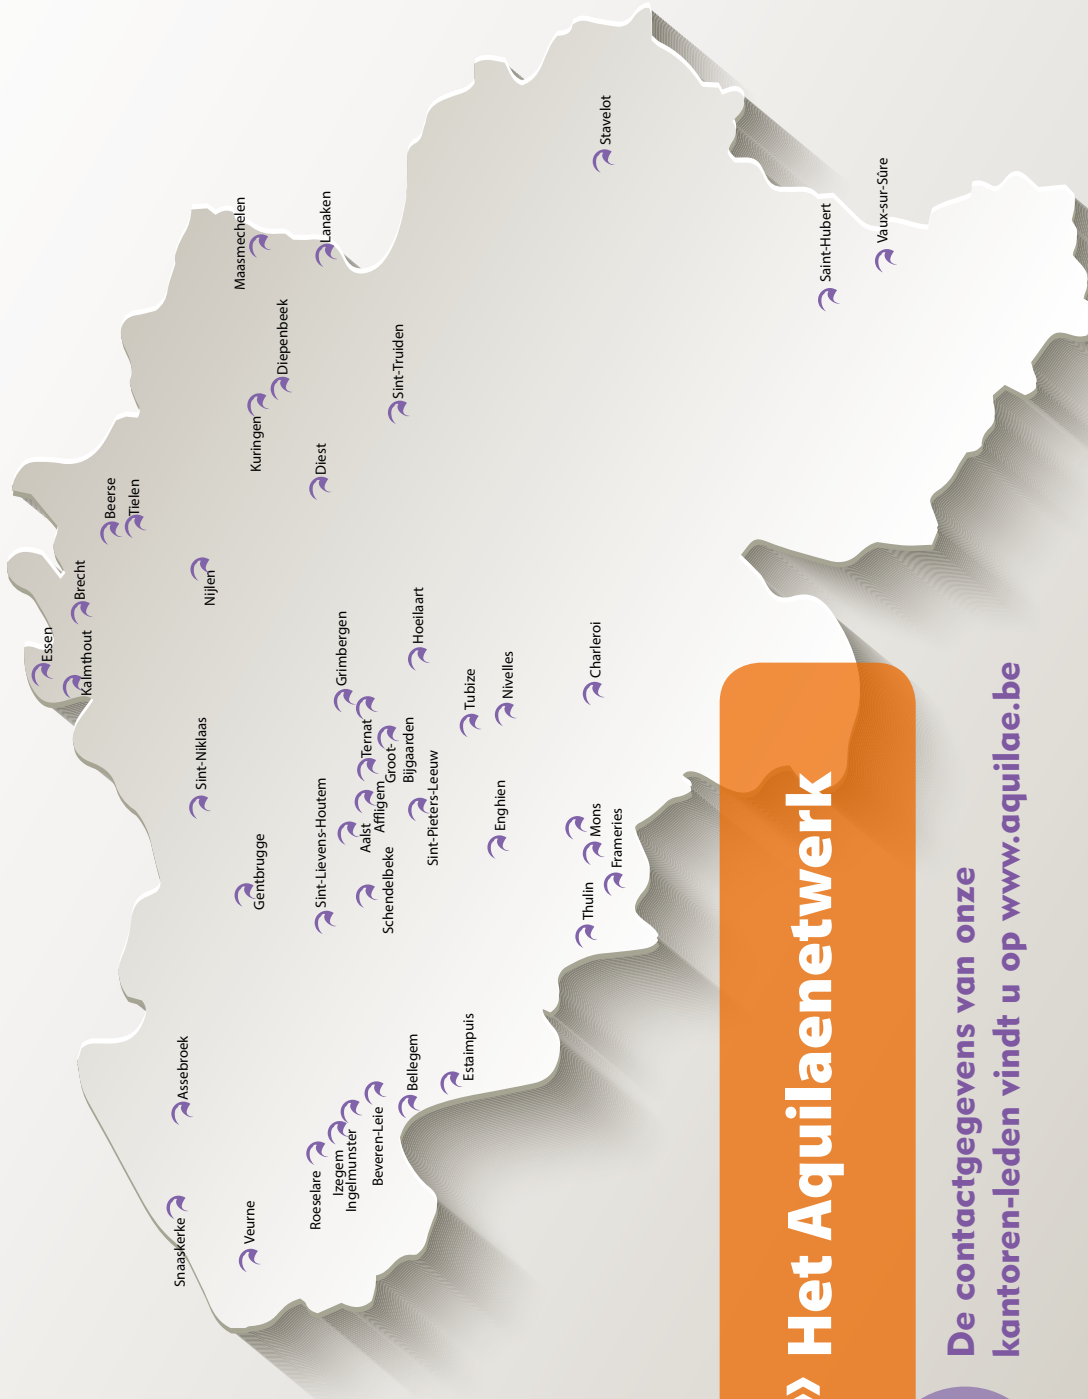 Essen
Kalmthout
Brecht
Beerse
Tielen
Nijlen
Sint-Niklaas
Gentbrugge
Assebroek
Snaaskerke
Veurne
Maasmechelen
Lanaken
Diepenbeek
Kuringen
Diest
Sint-Truiden
Grimbergen
Ternat
Groot-
Bijgaarden
Hoeilaart
Sint-Lievens-Houtem
Aalst
Affligem
Schendelbeke
Sint-Pieters-Leeuw
Roeselare
Izegem
Ingelmunster
Beveren-Leie
Bellegem
Estaimpuis
Tubize
Nivelles
Enghien
Charleroi
Mons
Frameries
Thulin
Stavelot
Saint-Hubert
Vaux-sur-Sûre
» Het Aquilaenetwerk
De contactgegevens van onze
kantoren-leden vindt u op www.aquilae.be